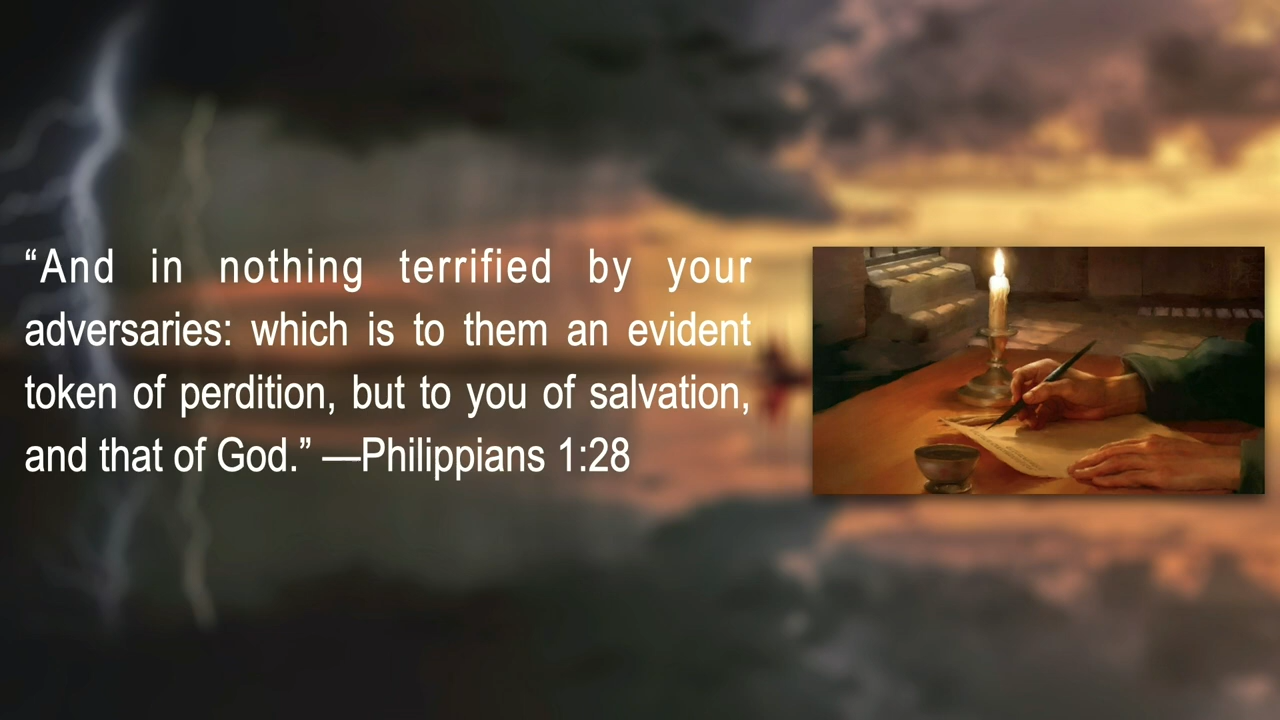 “And in nothing terrified by your
adversaries: which is to them an evident
token of perdition, but to you of salvation,
and that of God.” —Philippians 1:28